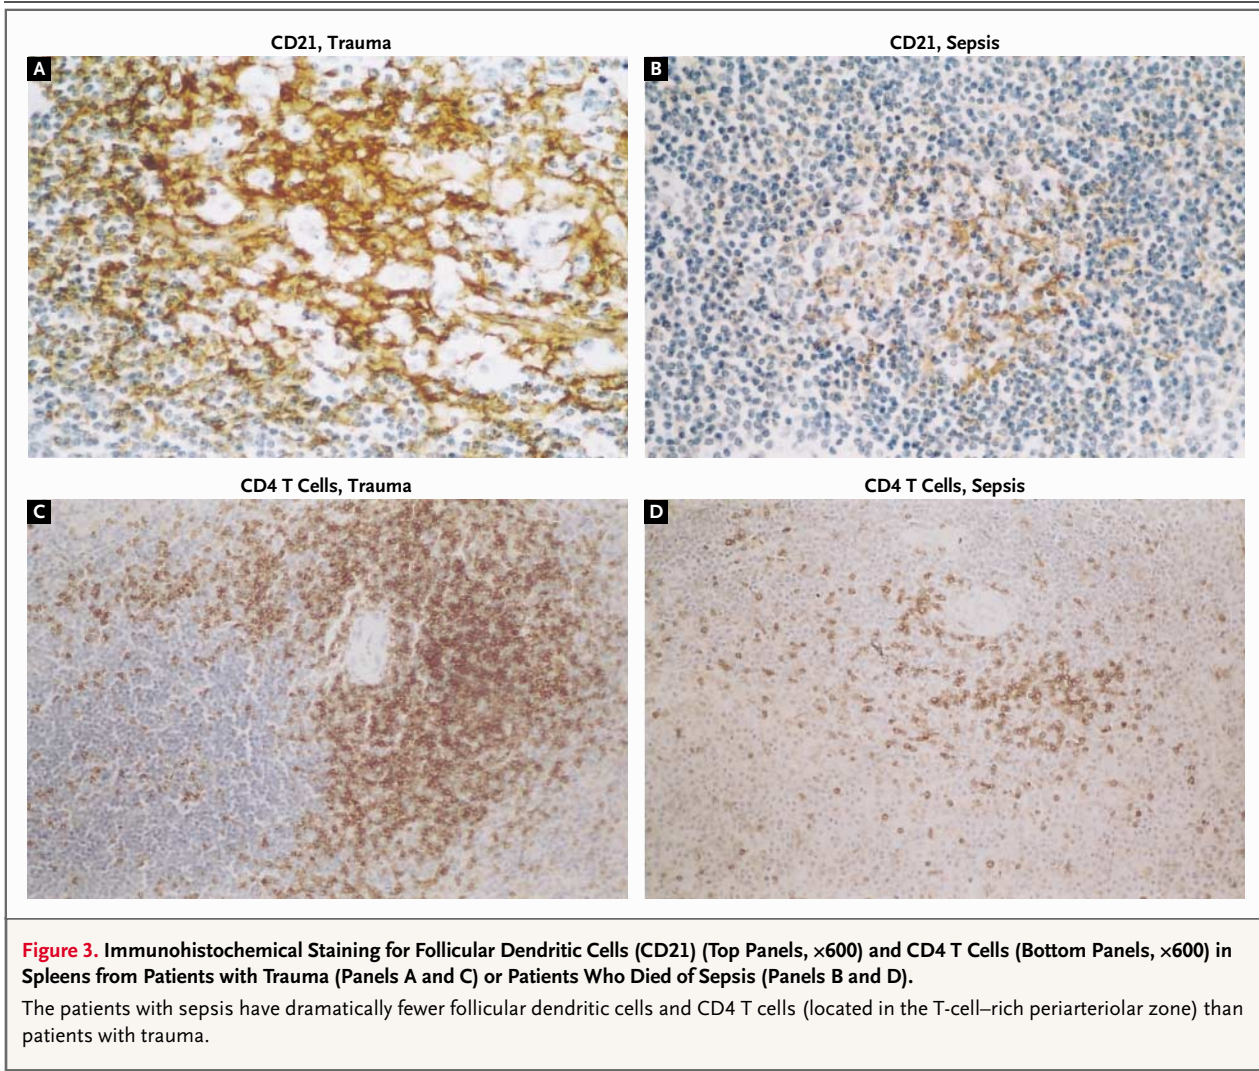 CD21, Trauma
CD21, Sepsis
A
B
CD4 T Cells, Trauma
CD4 T Cells, Sepsis
C
D
Figure 3. Immunohistochemical Staining for Follicular Dendritic Cells (CD21) (Top Panels, ×600) and CD4 T Cells (Bottom Panels, ×600) in
Spleens from Patients with Trauma (Panels A and C) or Patients Who Died of Sepsis (Panels B and D).
The patients with sepsis have dramatically fewer follicular dendritic cells and CD4 T cells (located in the T-cell–rich periarteriolar zone) than
patients with trauma.